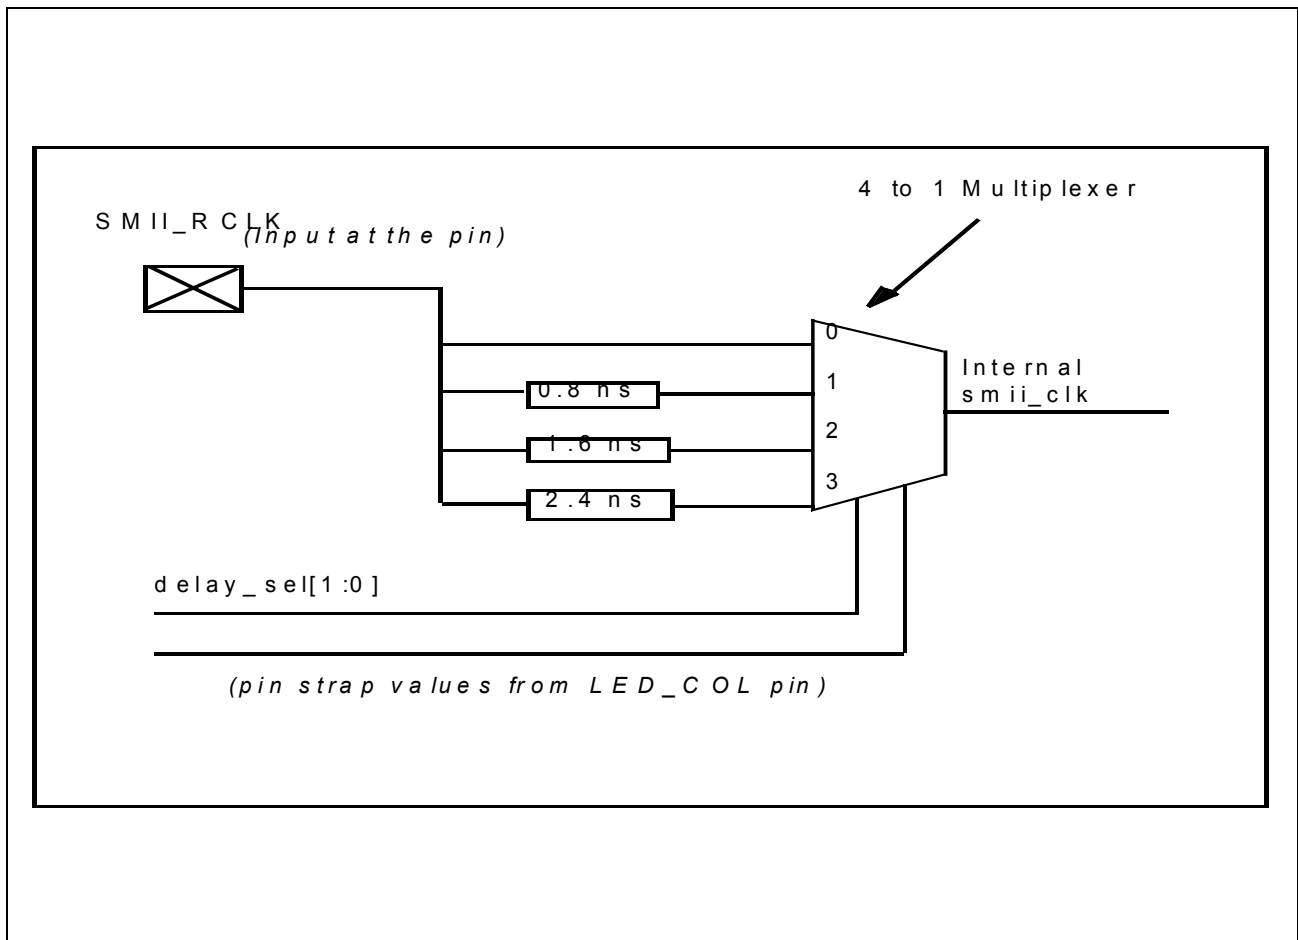 4 to 1 Multiplexer
SMII_RCLK
(Input at the pin)
0
0.8 ns
1
1.6 ns
2
2.4 ns
3
Internal
smii_clk
delay_sel[1:0]
(pin strap values from LED_COL pin)